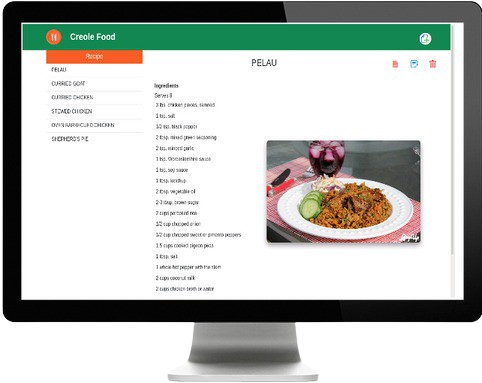 Creole Food
Recipe
PELAU
CURRIED GOAT
CURRIED CHICKEN
STEWED CHICKEN
OVEN BARBECUED CHICKEN
SHEPHERD'S PIE
PELAU
Ingredients
Serves 8
3 lbs. chicken pieces, seasoned
1 tsp. salt
1/2 tsp. black pepper
2 tbsp. mixed green seasoning
2 tsp. minced garlic
1 tsp. Worcestershire sauce
1 tsp. soy sauce
1 tbsp. ketchup
2 tbsp. vegetable oil
2-3 tbsp. brown sugar
2 cups parboiled rice
1/2 cup chopped onion
1/2 cup chopped sweet or pimento peppers
1.5 cups cooked pigeon peas
1 tbsp. salt
1 whole hot pepper with the stem
2 cups coconut milk
2 cups chicken broth or water